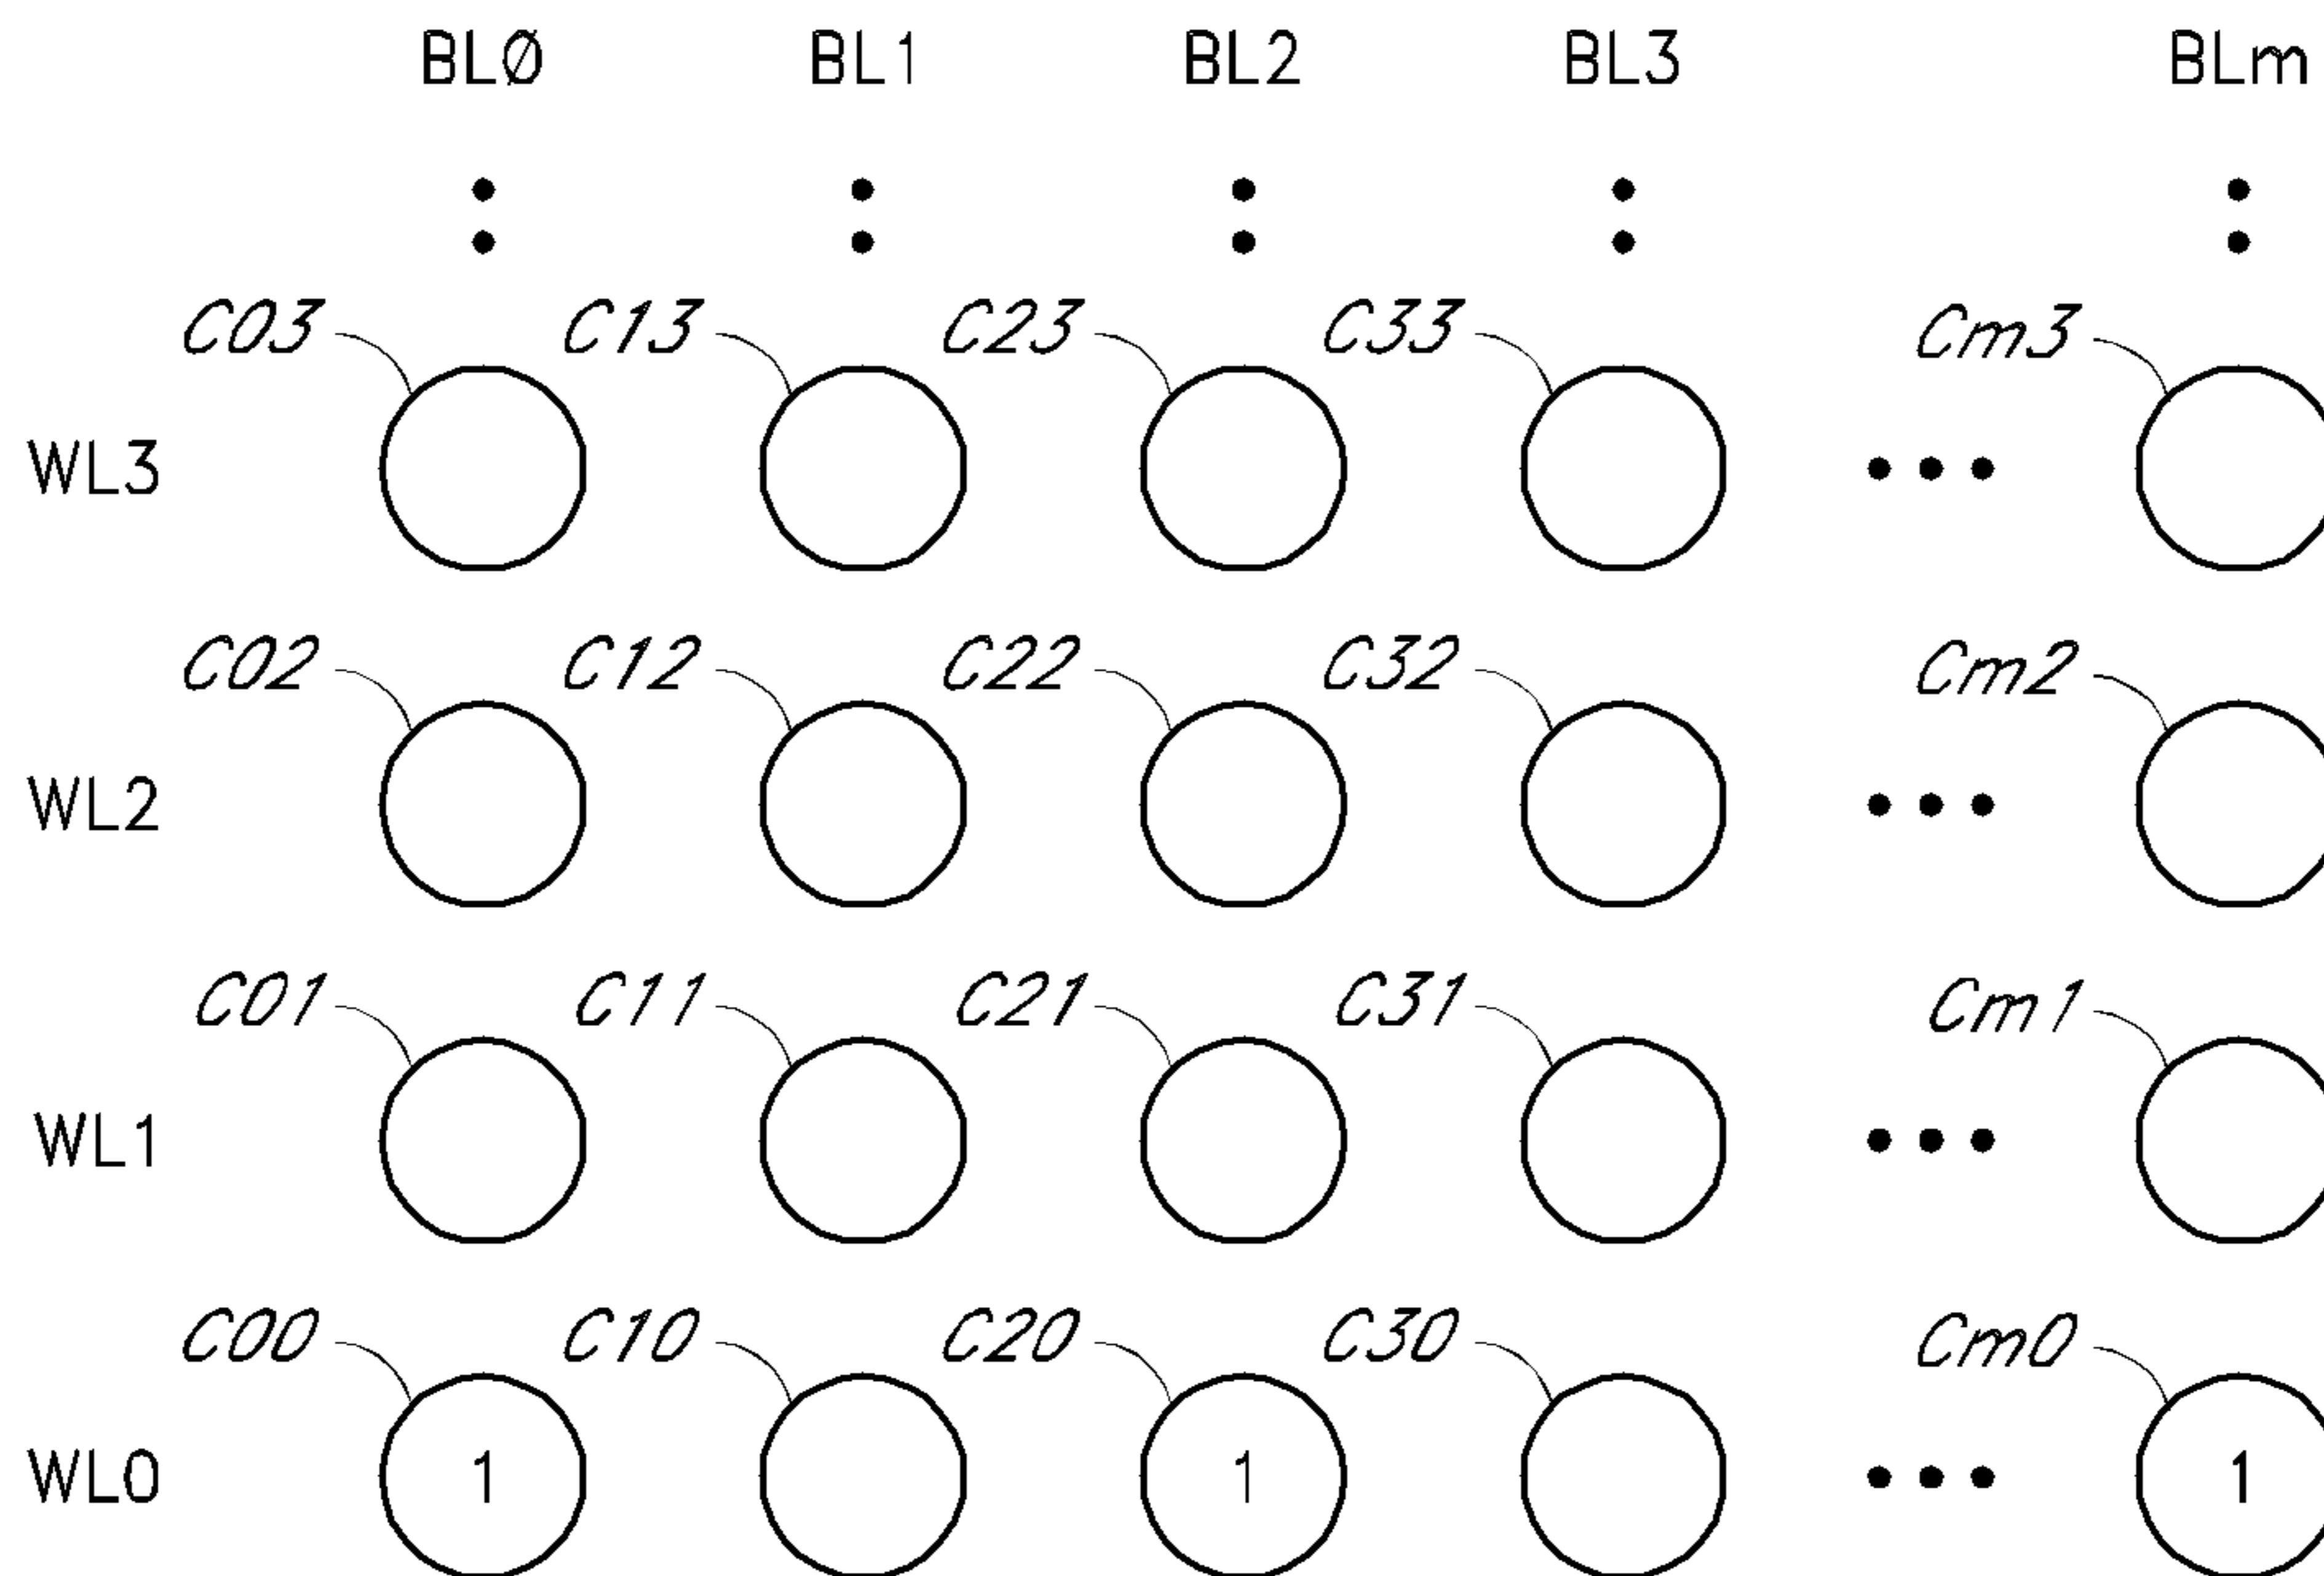 BLØ BL1 BL2 BL3 BLm
C03 C13 C23 C33 Cm3
WL3
C02 C12 C22 C32 Cm2
WL2
C01 C11 C21 C31 Cm1
WL1
C00 C10 C20 C30 Cm0
WL0 1 1 1